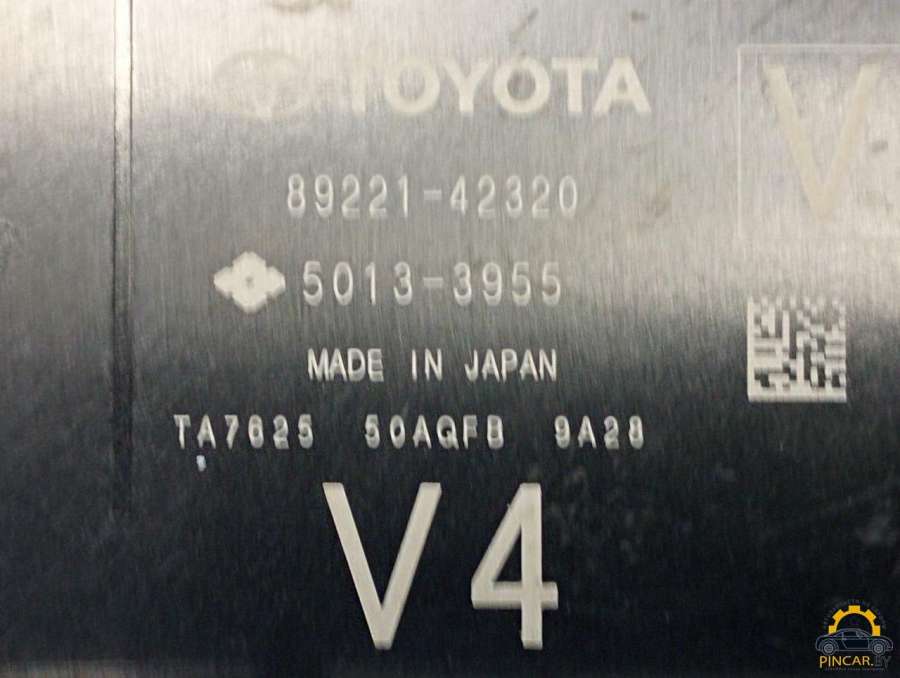 TOYOTA
V
89221-42320
5013-3955
MADE IN JAPAN
TA7625 50AQFB 9A28
V4
PINCAR.BY